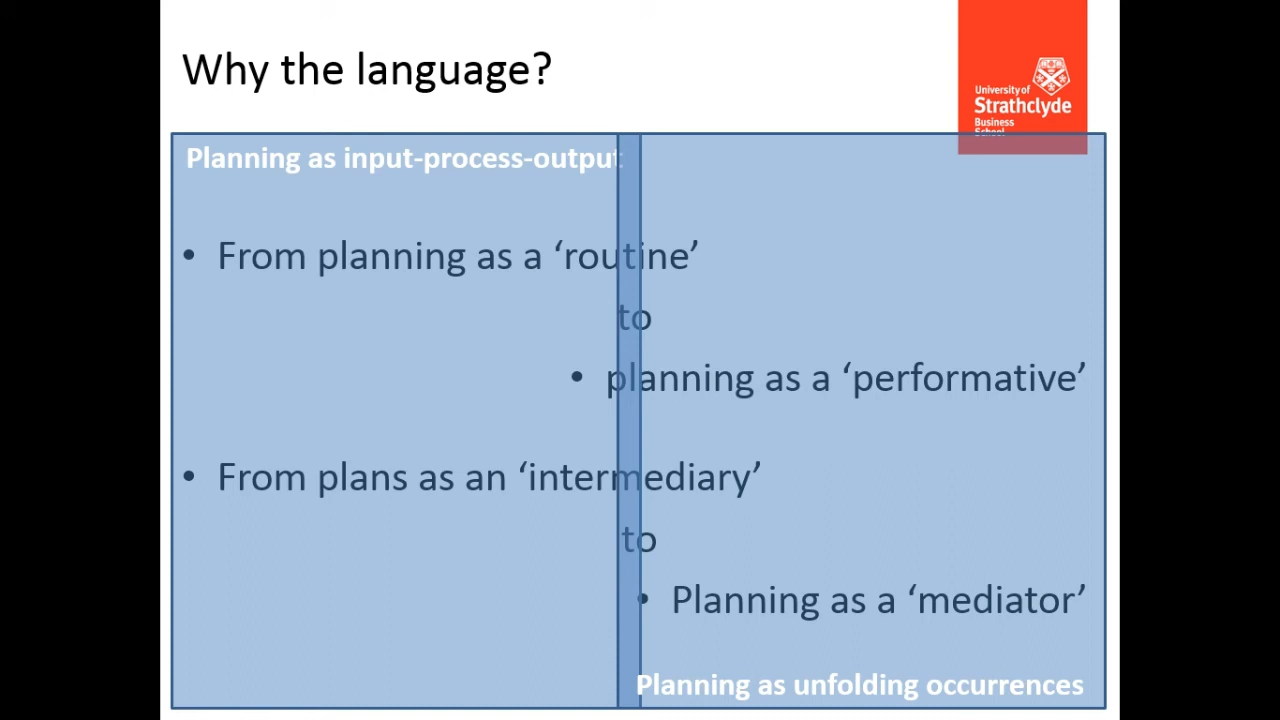 Why the language?
University of
Strathclyde
Business
School
Planning as input-process-output
• From planning as a ‘routine’
to
• planning as a ‘performative’
• From plans as an ‘intermediary’
to
• Planning as a ‘mediator’
Planning as unfolding occurrences